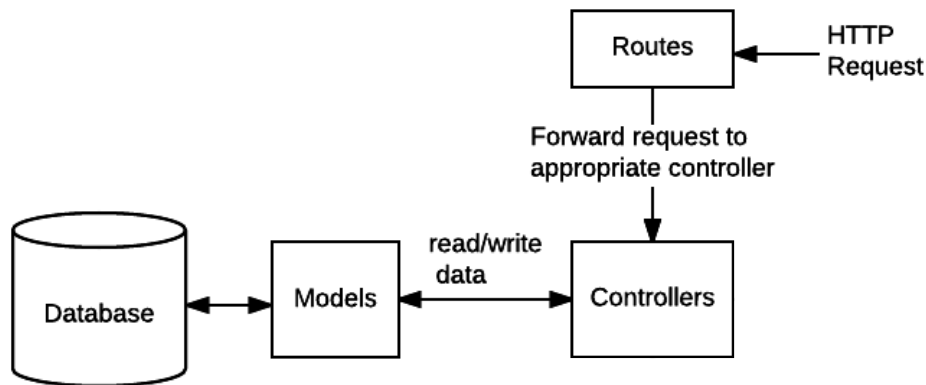 Routes
HTTP
Request
Forward request to
appropriate controller
read/write
data
Database
Models
Controllers